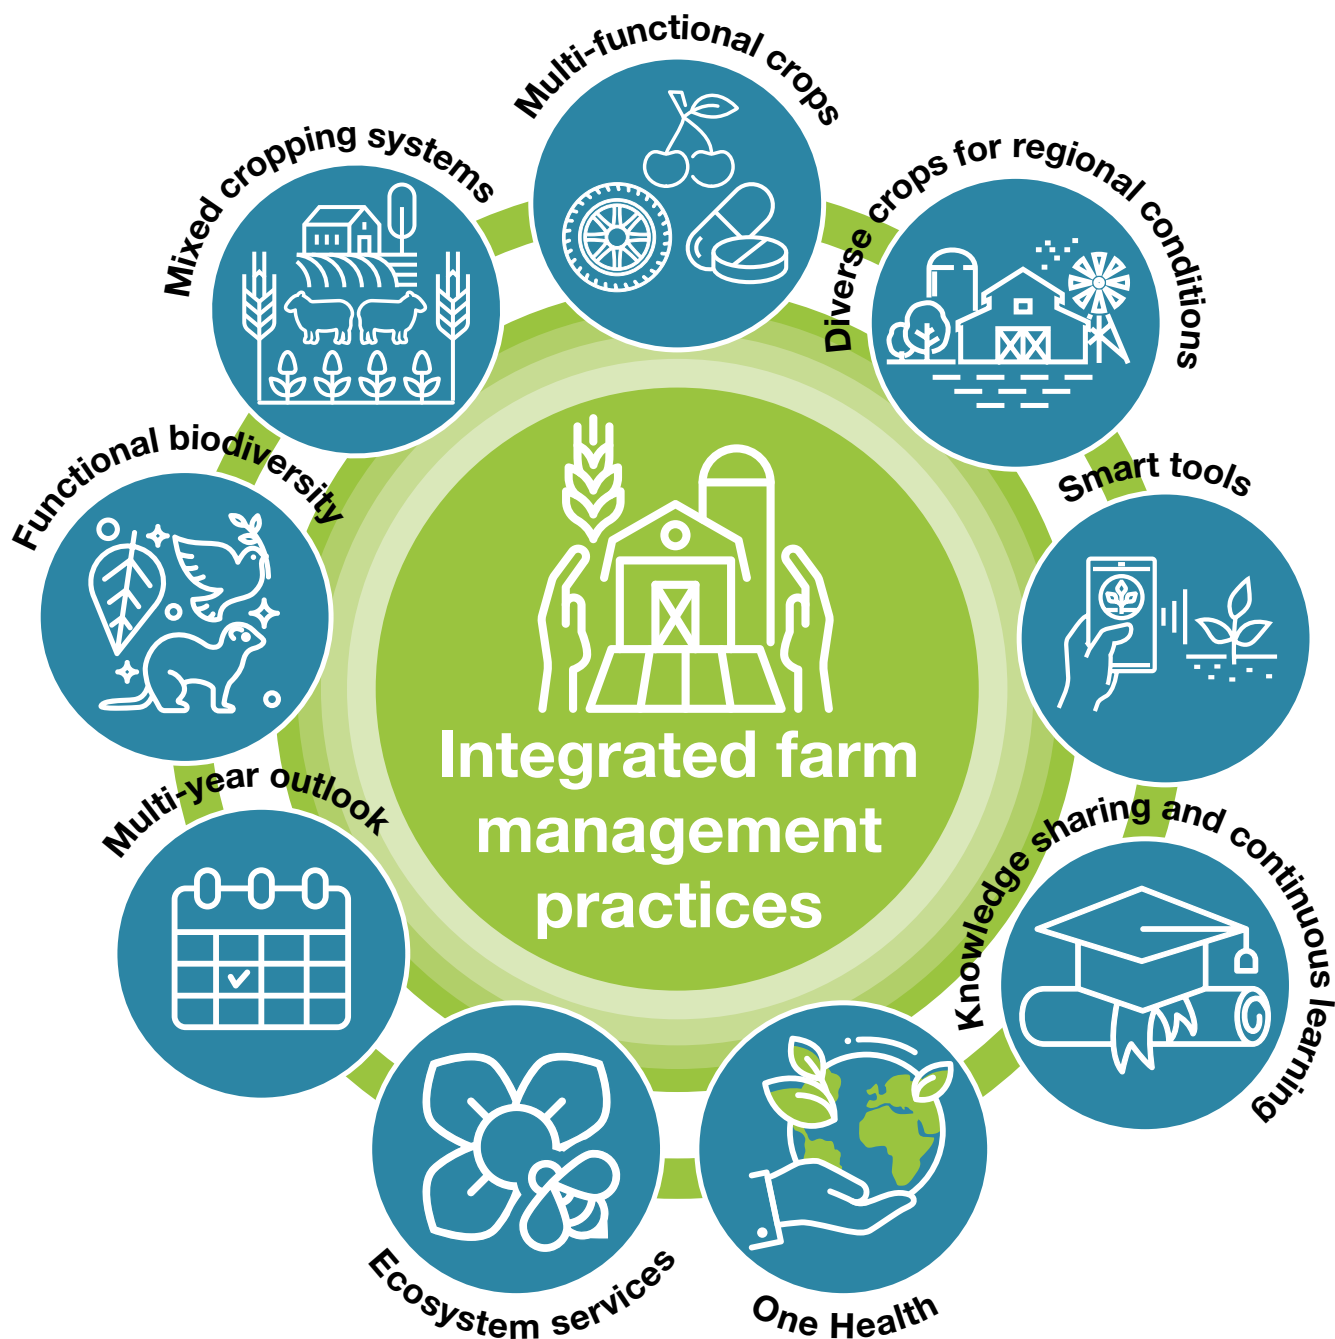 Multi-functional crops
Diverse crops for regional conditions
Smart tools
Knowledge sharing and continuous learning
One Health
Ecosystem services
Multi-year outlook
Functional biodiversity
Mixed cropping systems
Integrated farm
management
practices